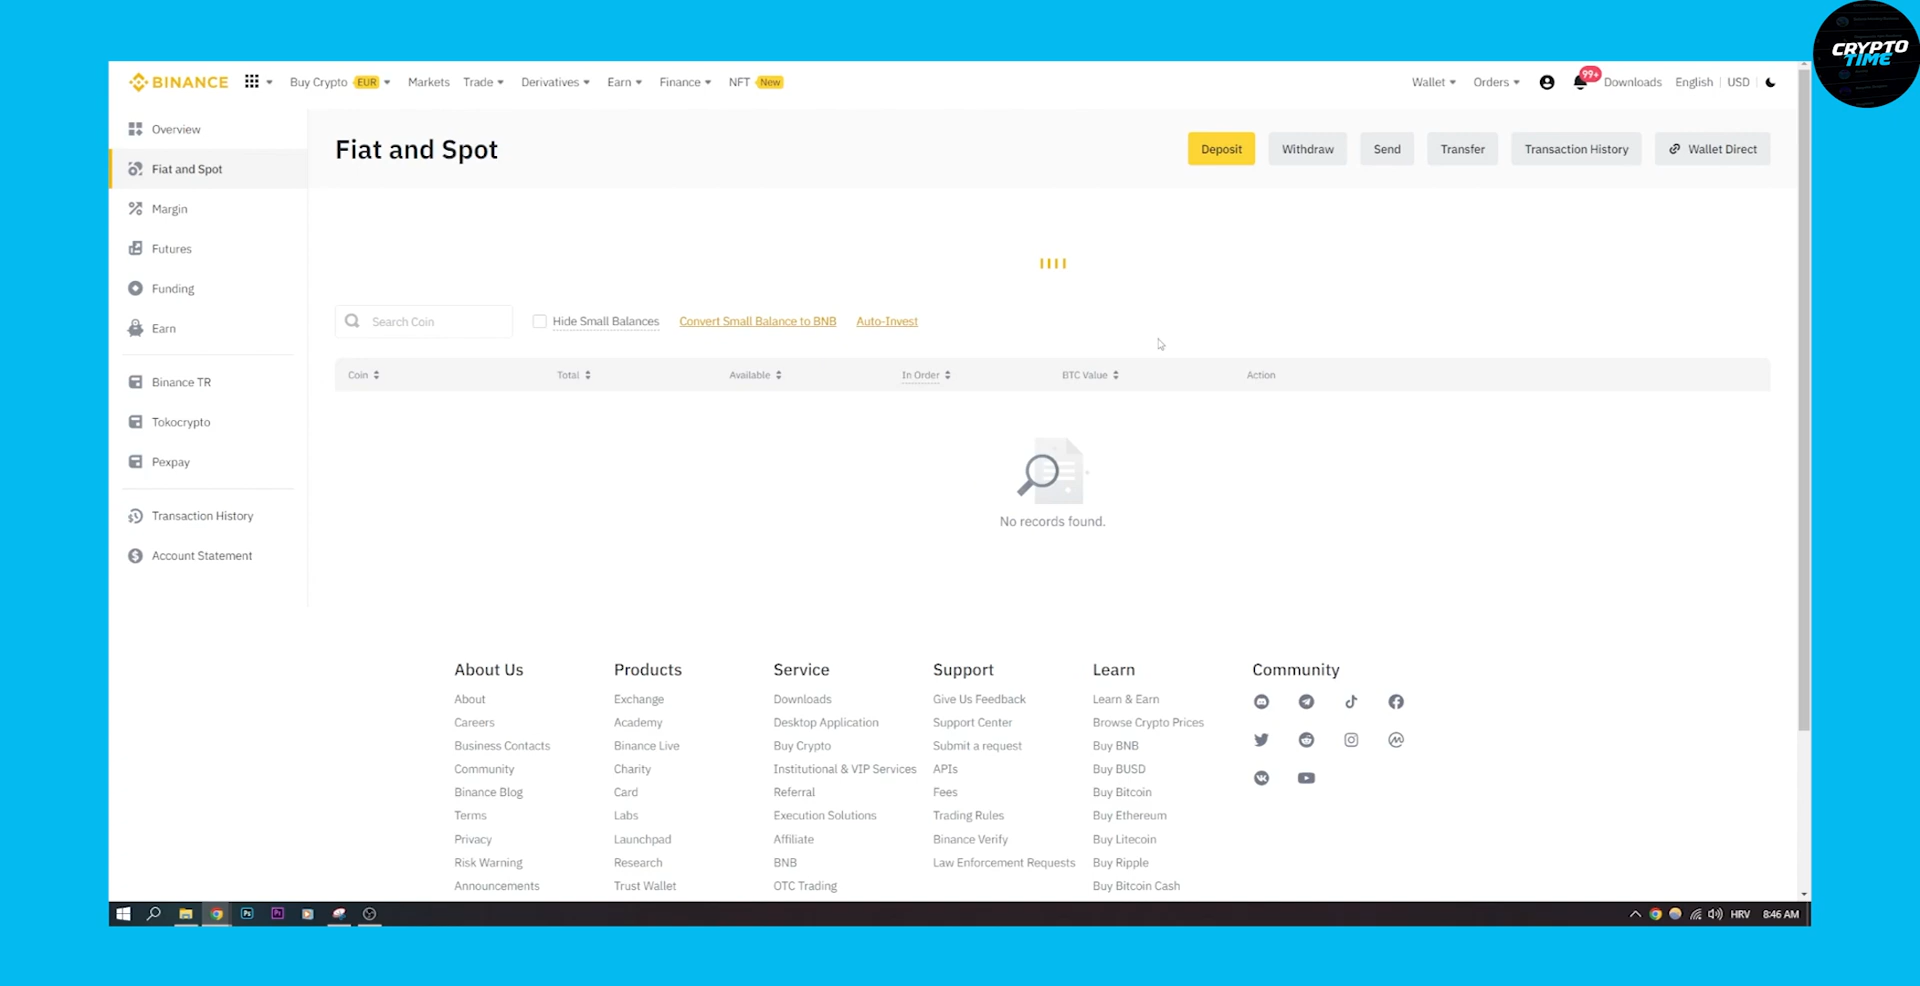 CRYPTO
TIME
BINANCE Buy Crypto EUR Markets Trade Derivatives Earn Finance NFT New Wallet Orders 99+ Downloads English USD
Overview
Fiat and Spot
Margin
Futures
Funding
Earn
Binance TR
Tokocrypto
Pexpay
Transaction History
Account Statement
Fiat and Spot Deposit Withdraw Send Transfer Transaction History Wallet Direct
Search Coin Hide Small Balances Convert Small Balance to BNB Auto-Invest
Coin Total Available In Order BTC Value Action
No records found.
About Us
About
Careers
Business Contacts
Community
Binance Blog
Terms
Privacy
Risk Warning
Announcements
Products
Exchange
Academy
Binance Live
Charity
Card
Labs
Launchpad
Research
Trust Wallet
Service
Downloads
Desktop Application
Buy Crypto
Institutional & VIP Services
Referral
Execution Solutions
Affiliate
BNB
OTC Trading
Support
Give Us Feedback
Support Center
Submit a request
APIs
Fees
Trading Rules
Binance Verify
Law Enforcement Requests
Learn
Learn & Earn
Browse Crypto Prices
Buy BNB
Buy BUSD
Buy Bitcoin
Buy Ethereum
Buy Litecoin
Buy Ripple
Buy Bitcoin Cash
Community
Ps Pr HRV 8:46 AM